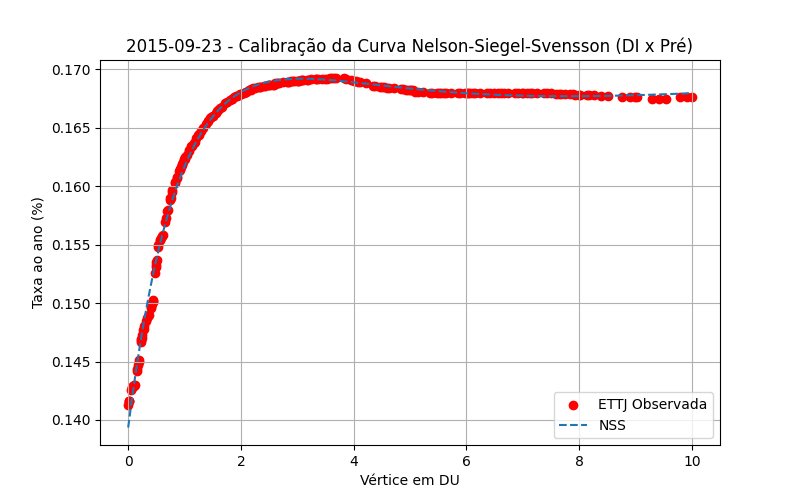 2015-09-23 - Calibração da Curva Nelson-Siegel-Svensson (DI x Pré)
0.170
0.165
0.160
0.155
0.150
0.145
0.140
Taxa ao ano (%)
ETTJ Observada
NSS
0 2 4 6 8 10
Vértice em DU